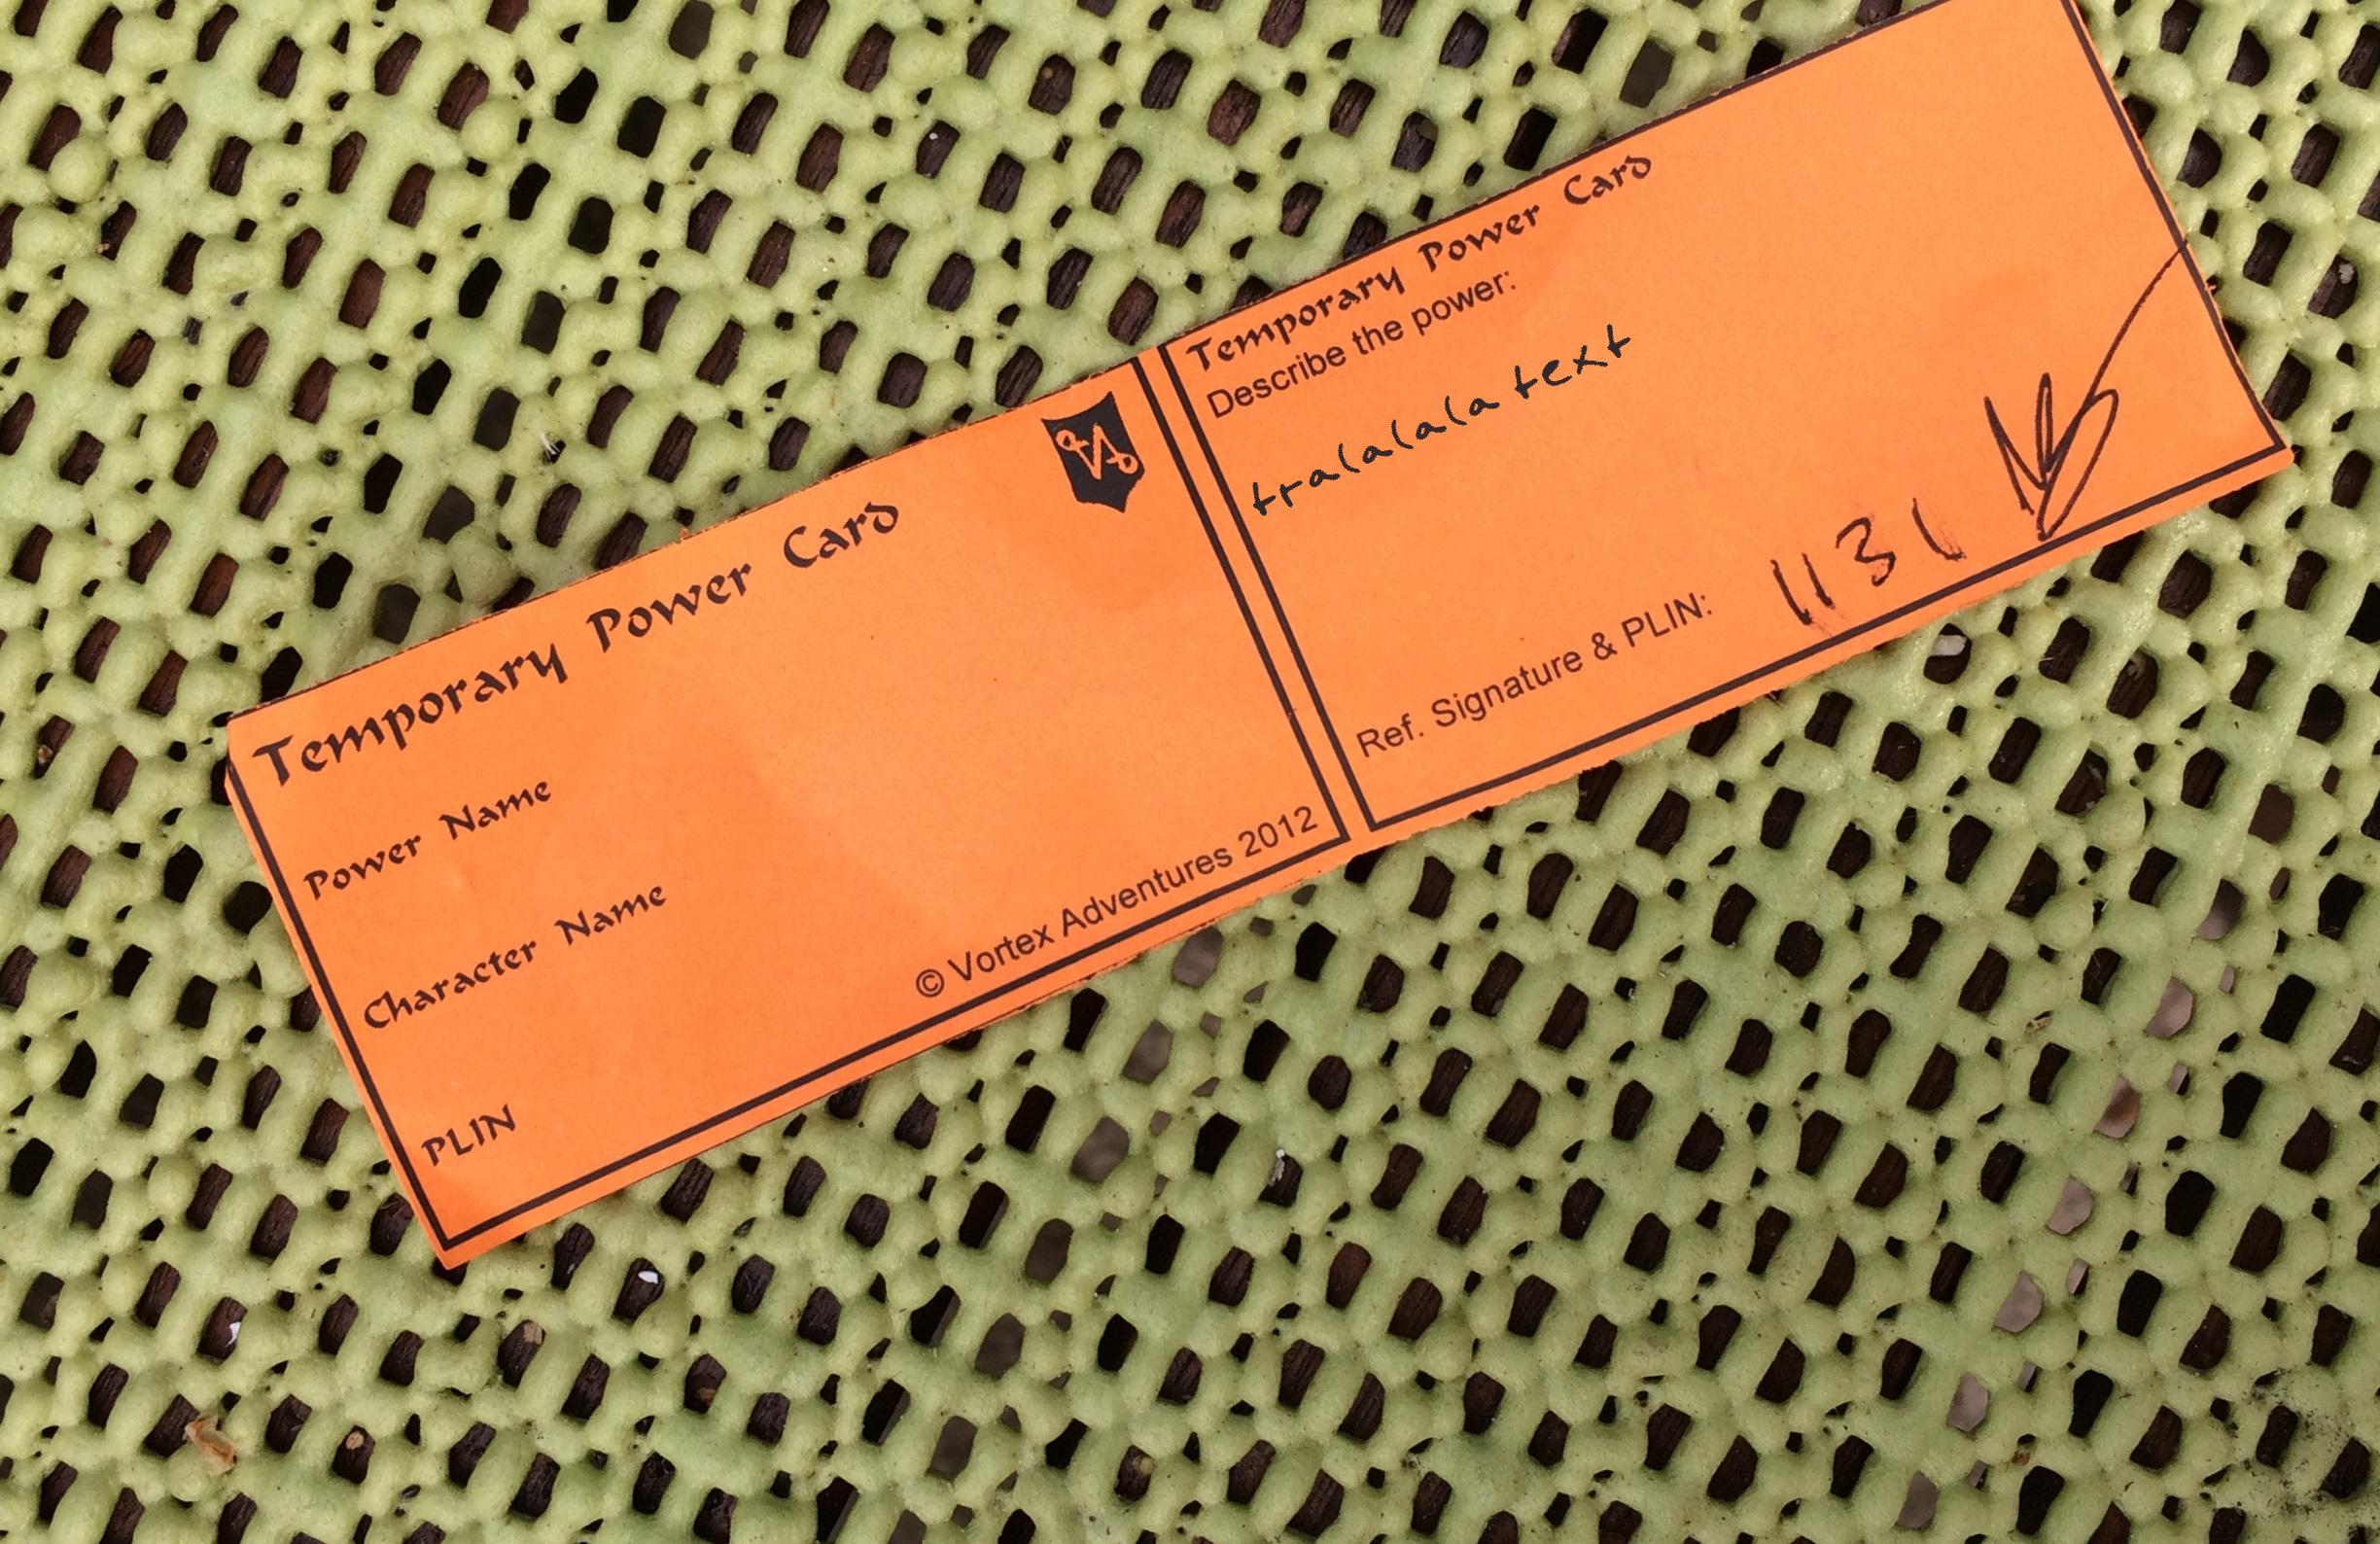 Temporary Power Card
Power Name
Character Name
PLIN
© Vortex Adventures 2012
Temporary Power Card
Describe the power:
tralalalala text
Ref. Signature & PLIN: 1131